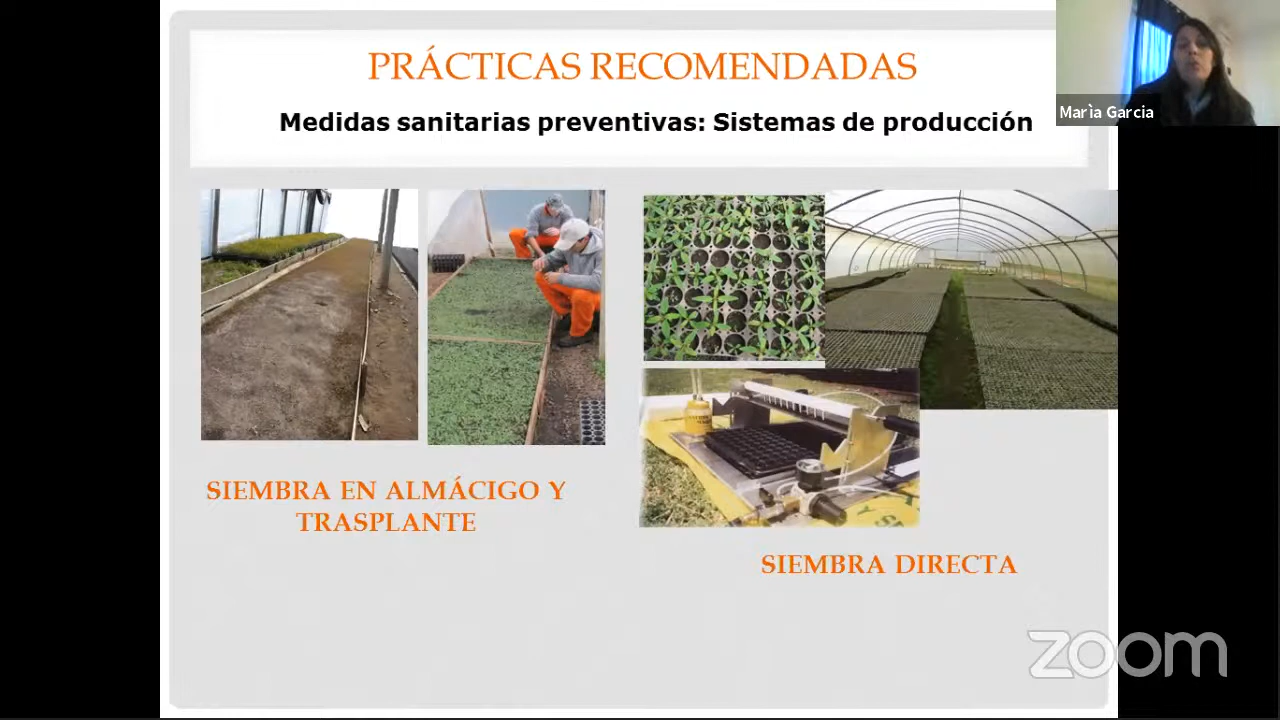 PRÁCTICAS RECOMENDADAS
Medidas sanitarias preventivas: Sistemas de producción
Marìa Garcia
SIEMBRA EN ALMÁCIGO Y
TRASPLANTE
SIEMBRA DIRECTA
zoom